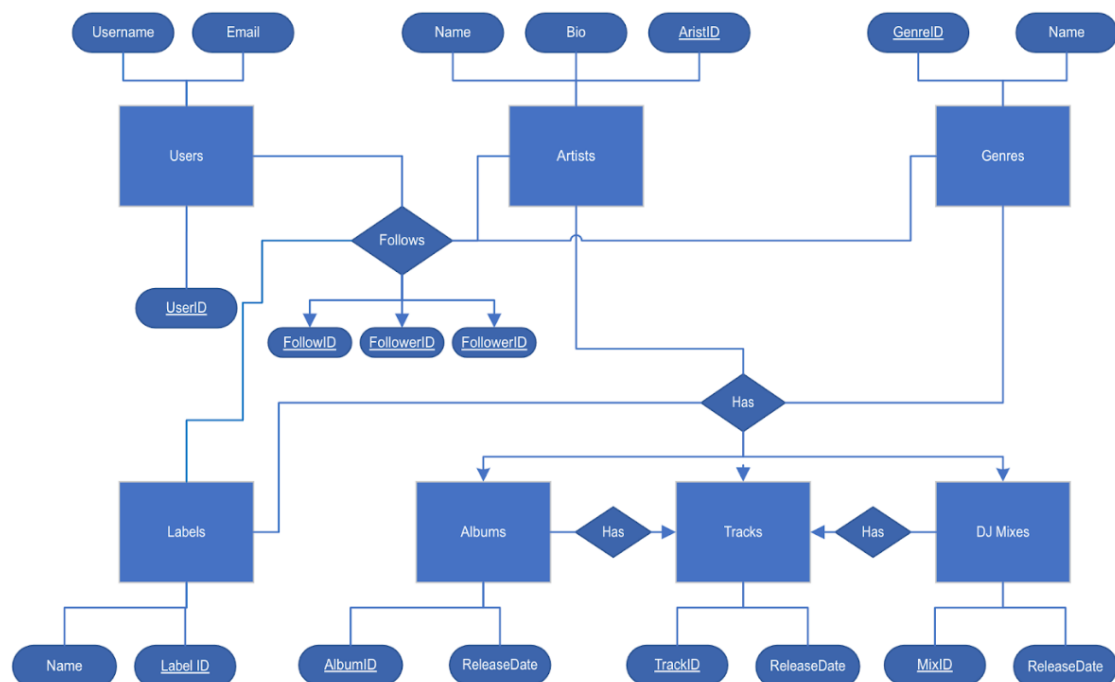 Username
Email
Name
Bio
AristID
GenreID
Name
Users
Artists
Genres
Follows
UserID
FollowID
FollowerID
FollowerID
Has
Labels
Albums
Has
Tracks
Has
DJ Mixes
Name
Label ID
AlbumID
ReleaseDate
TrackID
ReleaseDate
MixID
ReleaseDate